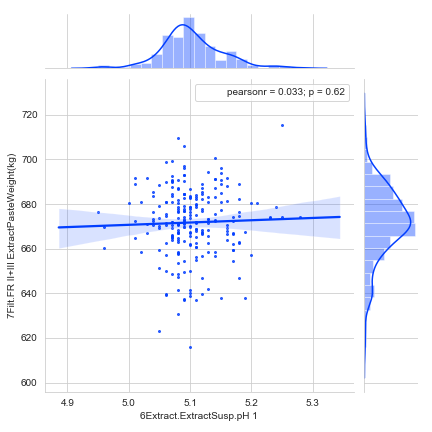 pearsonr = 0.033; p = 0.62
720
700
680
660
640
620
600
7Filt.FR II+III ExtractPasteWeight(kg)
4.9 5.0 5.1 5.2 5.3
6Extract.ExtractSusp.pH 1